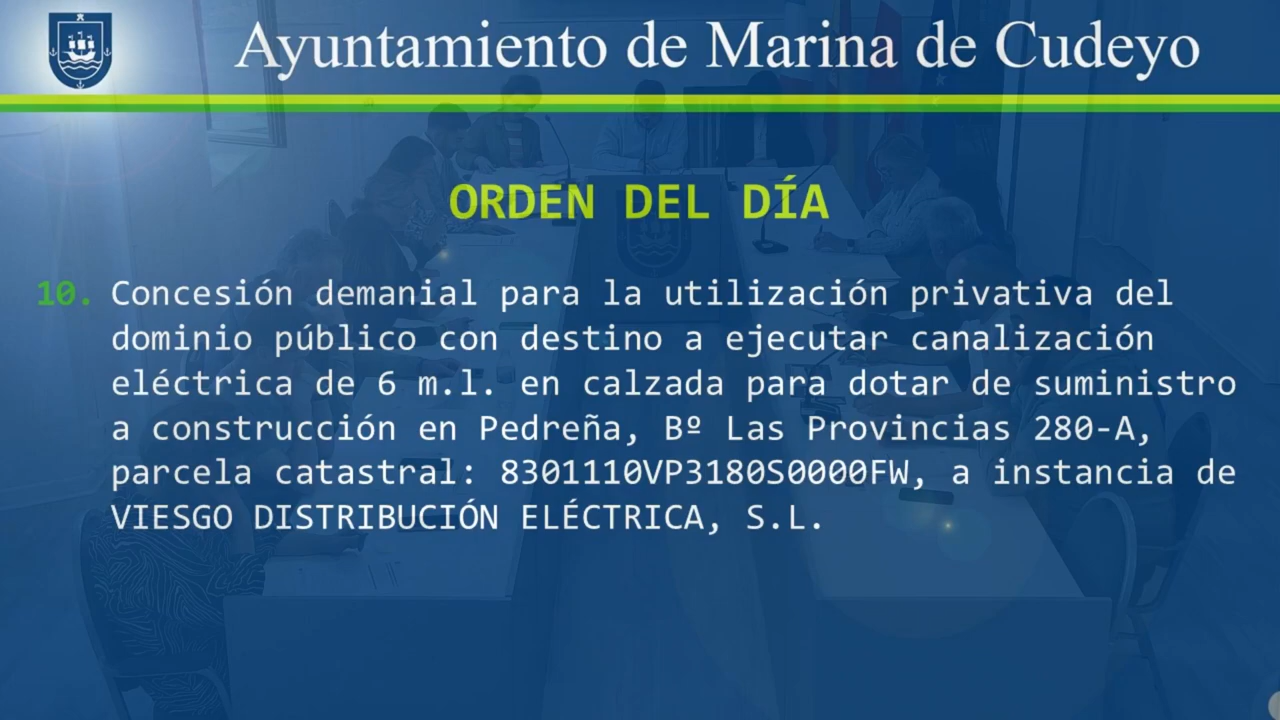 Ayuntamiento de Marina de Cudeyo
ORDEN DEL DÍA
10. Concesión demanial para la utilización privativa del
dominio público con destino a ejecutar canalización
eléctrica de 6 m.l. en calzada para dotar de suministro
a construcción en Pedreña, Bº Las Provincias 280-A,
parcela catastral: 8301110VP3180S0000FW, a instancia de
VIESGO DISTRIBUCIÓN ELÉCTRICA, S.L.